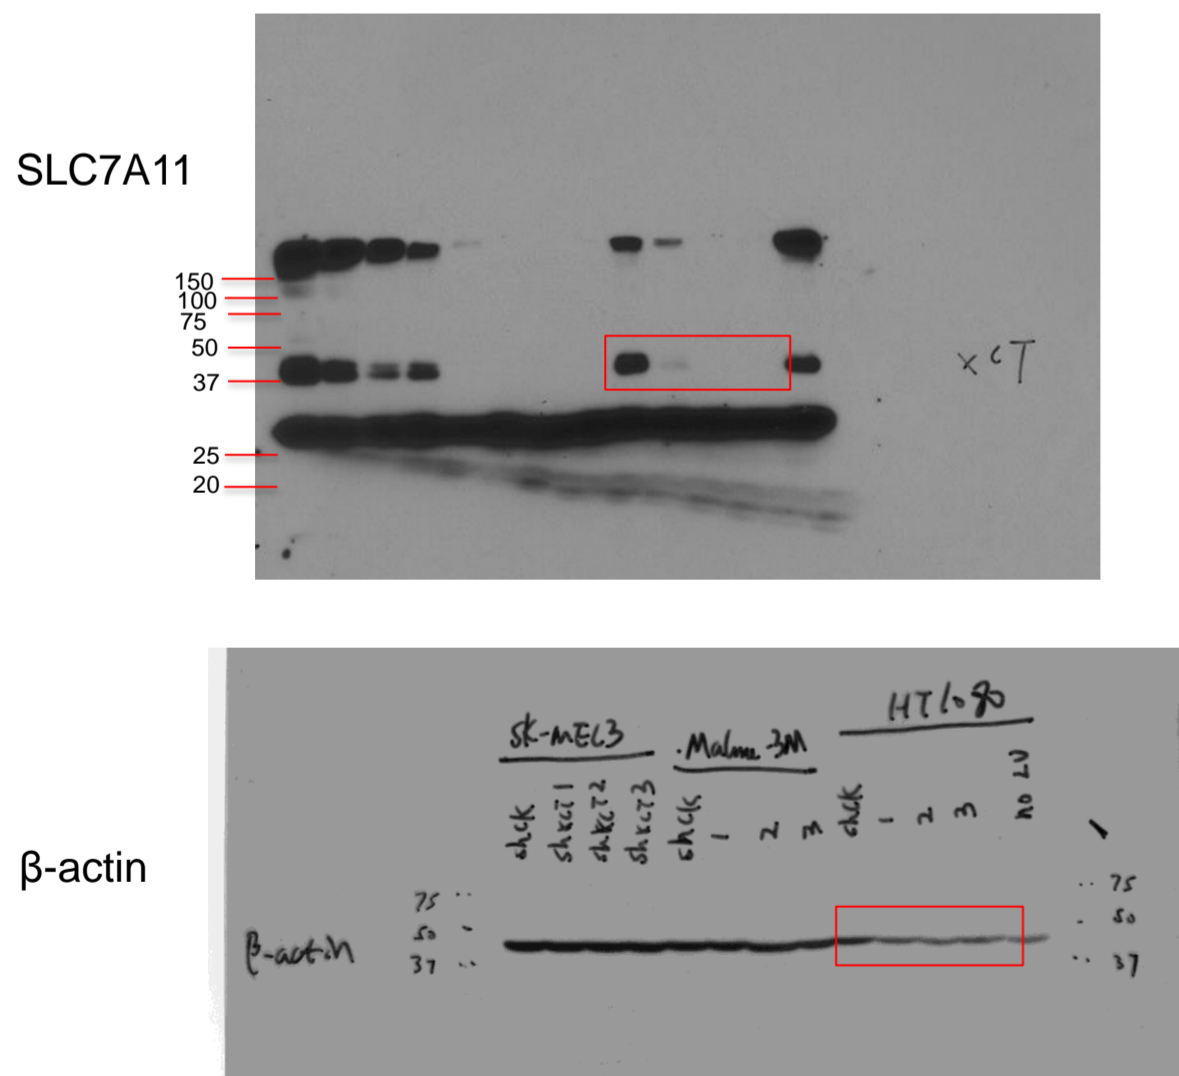 SLC7A11
150
100
75
50
37
25
20
xCT
β-actin
HT1080
SK-MEL3
Malme-3M
shck
shxCT1
shxCT2
shxCT3
shck
1
2
3
shck
1
2
3
no LV
75
50
37
75
50
37
β-actin